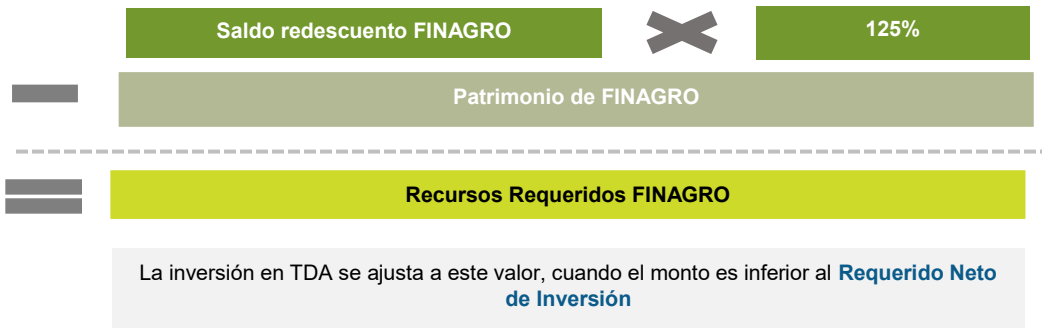 Saldo redescuento FINAGRO
125%
Patrimonio de FINAGRO
Recursos Requeridos FINAGRO
La inversión en TDA se ajusta a este valor, cuando el monto es inferior al Requerido Neto
de Inversión